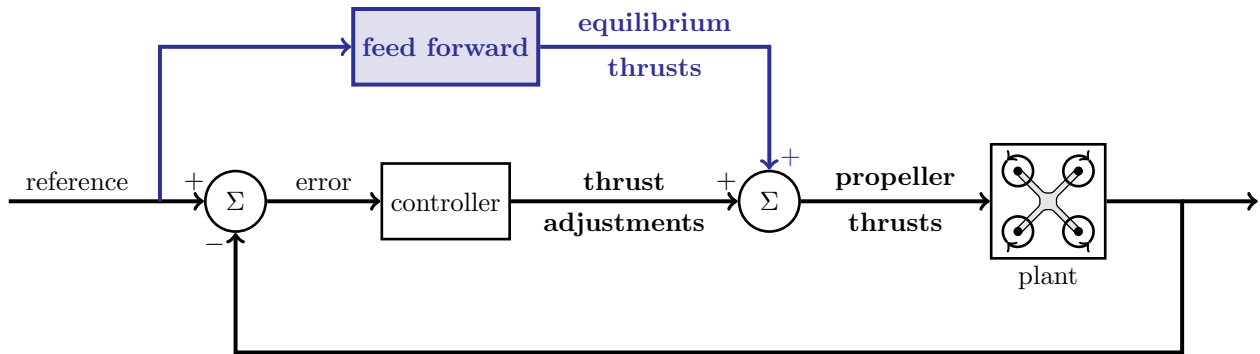 feed forward
equilibrium
thrusts
reference
+
Σ
−
error
controller
thrust
adjustments
+
+
Σ
propeller
thrusts
plant